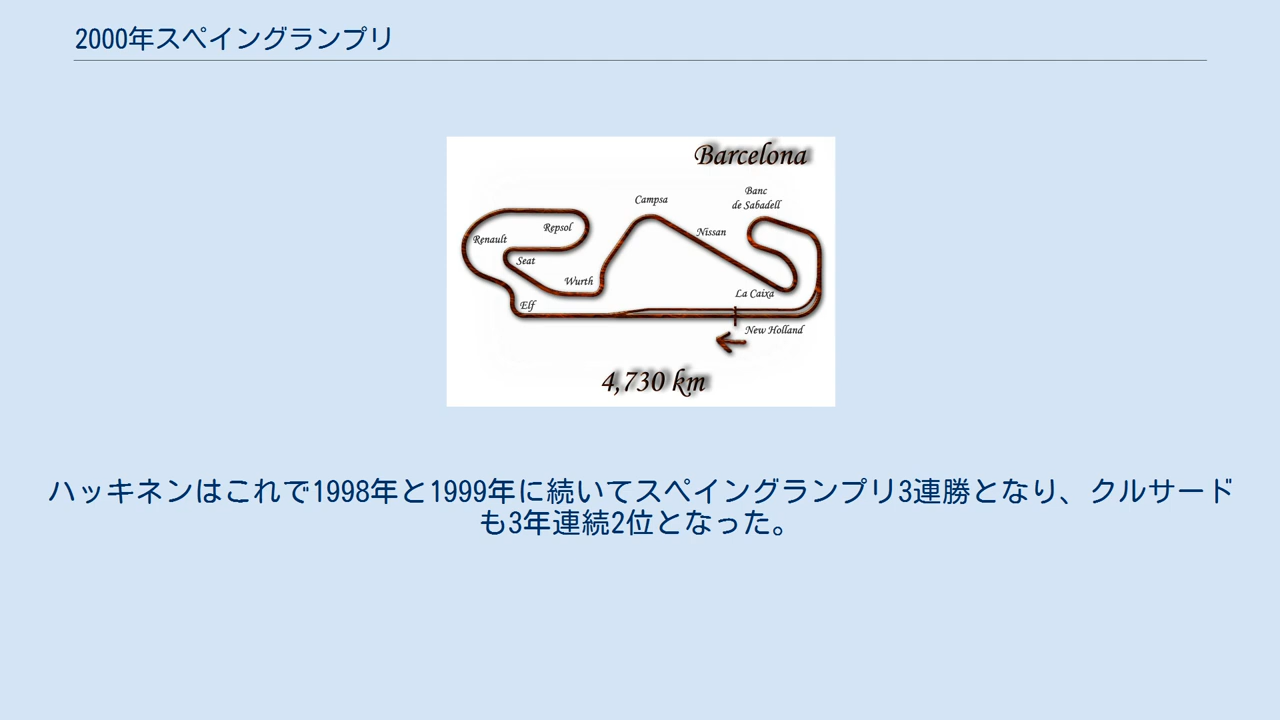 2000年スペイングランプリ
Barcelona
Banc
de Sabadell
Campsa
Repsol
Nissan
Renault
Seat
Wurth
La Caixa
Elf
New Holland
4,730 km
ハッキネンはこれで1998年と1999年に続いてスペイングランプリ3連勝となり、クルサード
も3年連続2位となった。